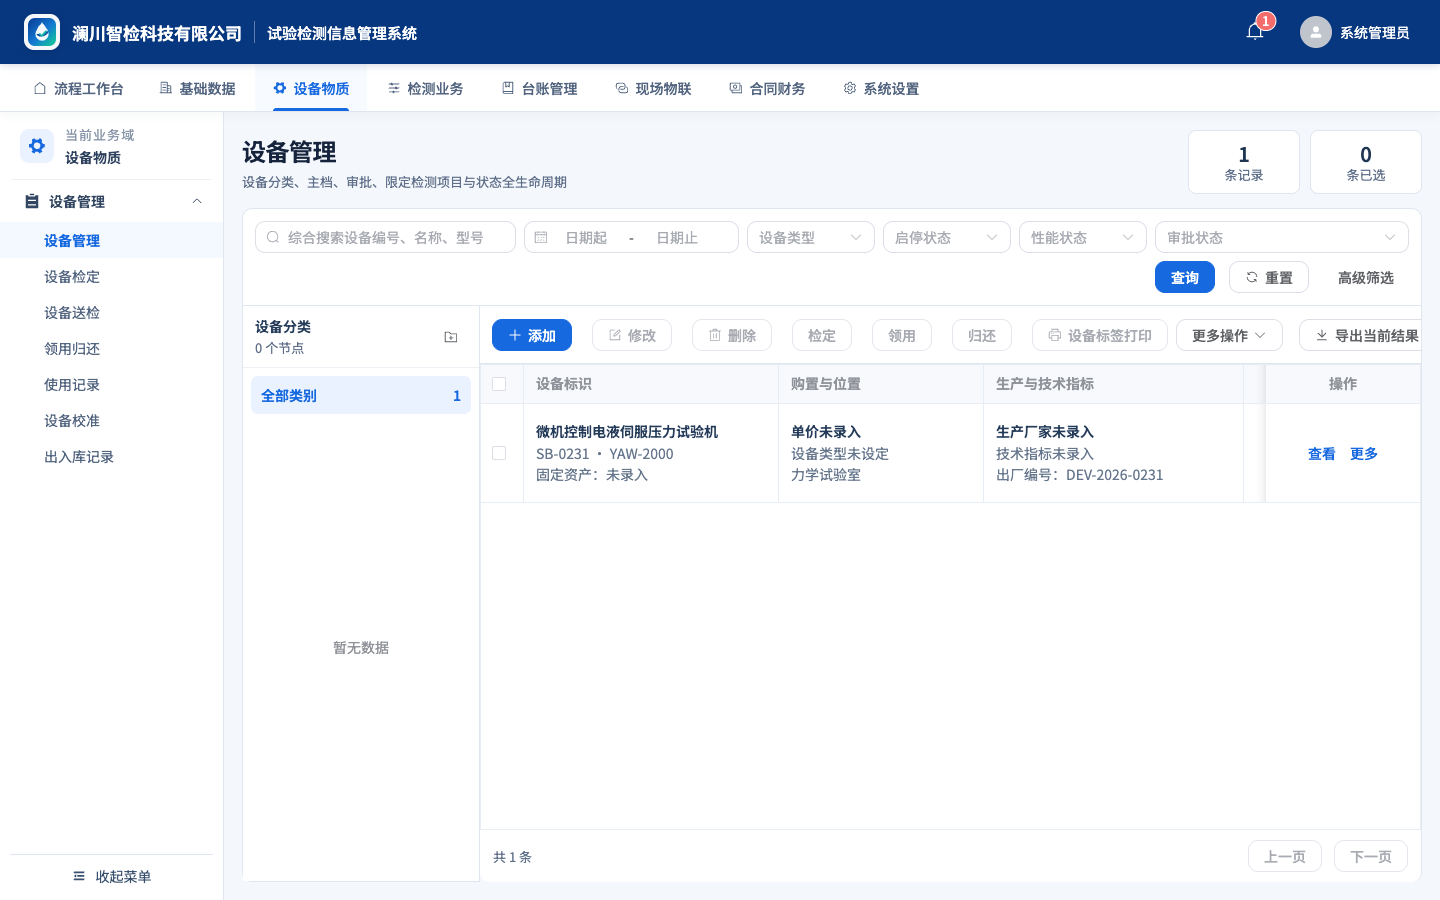 澜川智检科技有限公司 试验检测信息管理系统 1 系统管理员
流程工作台 基础数据 设备物质 检测业务 台账管理 现场物联 合同财务 系统设置
当前业务域
设备物质
设备管理
设备管理
设备检定
设备送检
领用归还
使用记录
设备校准
出入库记录
收起菜单
设备管理
设备分类、主档、审批、限定检测项目与状态全生命周期
1
条记录
0
条已选
综合搜索设备编号、名称、型号 日期起 - 日期止 设备类型 启停状态 性能状态 审批状态
查询 重置 高级筛选
设备分类
0 个节点
全部类别 1
暂无数据
添加 修改 删除 检定 领用 归还 设备标签打印 更多操作 导出当前结果
设备标识 购置与位置 生产与技术指标 操作
微机控制电液伺服压力试验机
SB-0231 • YAW-2000
固定资产：未录入
单价未录入
设备类型未设定
力学试验室
生产厂家未录入
技术指标未录入
出厂编号：DEV-2026-0231
查看 更多
共 1 条 上一页 下一页